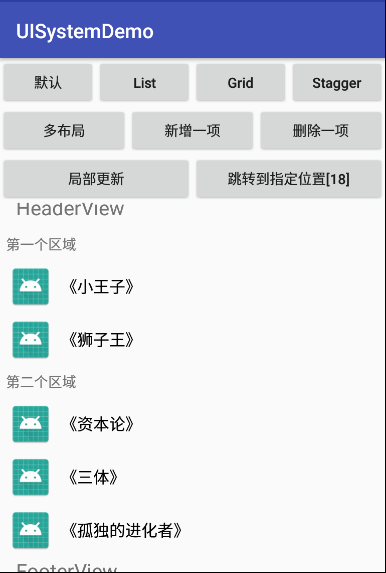 UISystemDemo
默认 List Grid Stagger
多布局 新增一项 删除一项
局部更新 跳转到指定位置[18]
HeaderView
第一个区域
《小王子》
《狮子王》
第二个区域
《资本论》
《三体》
《孤独的进化者》
FooterView